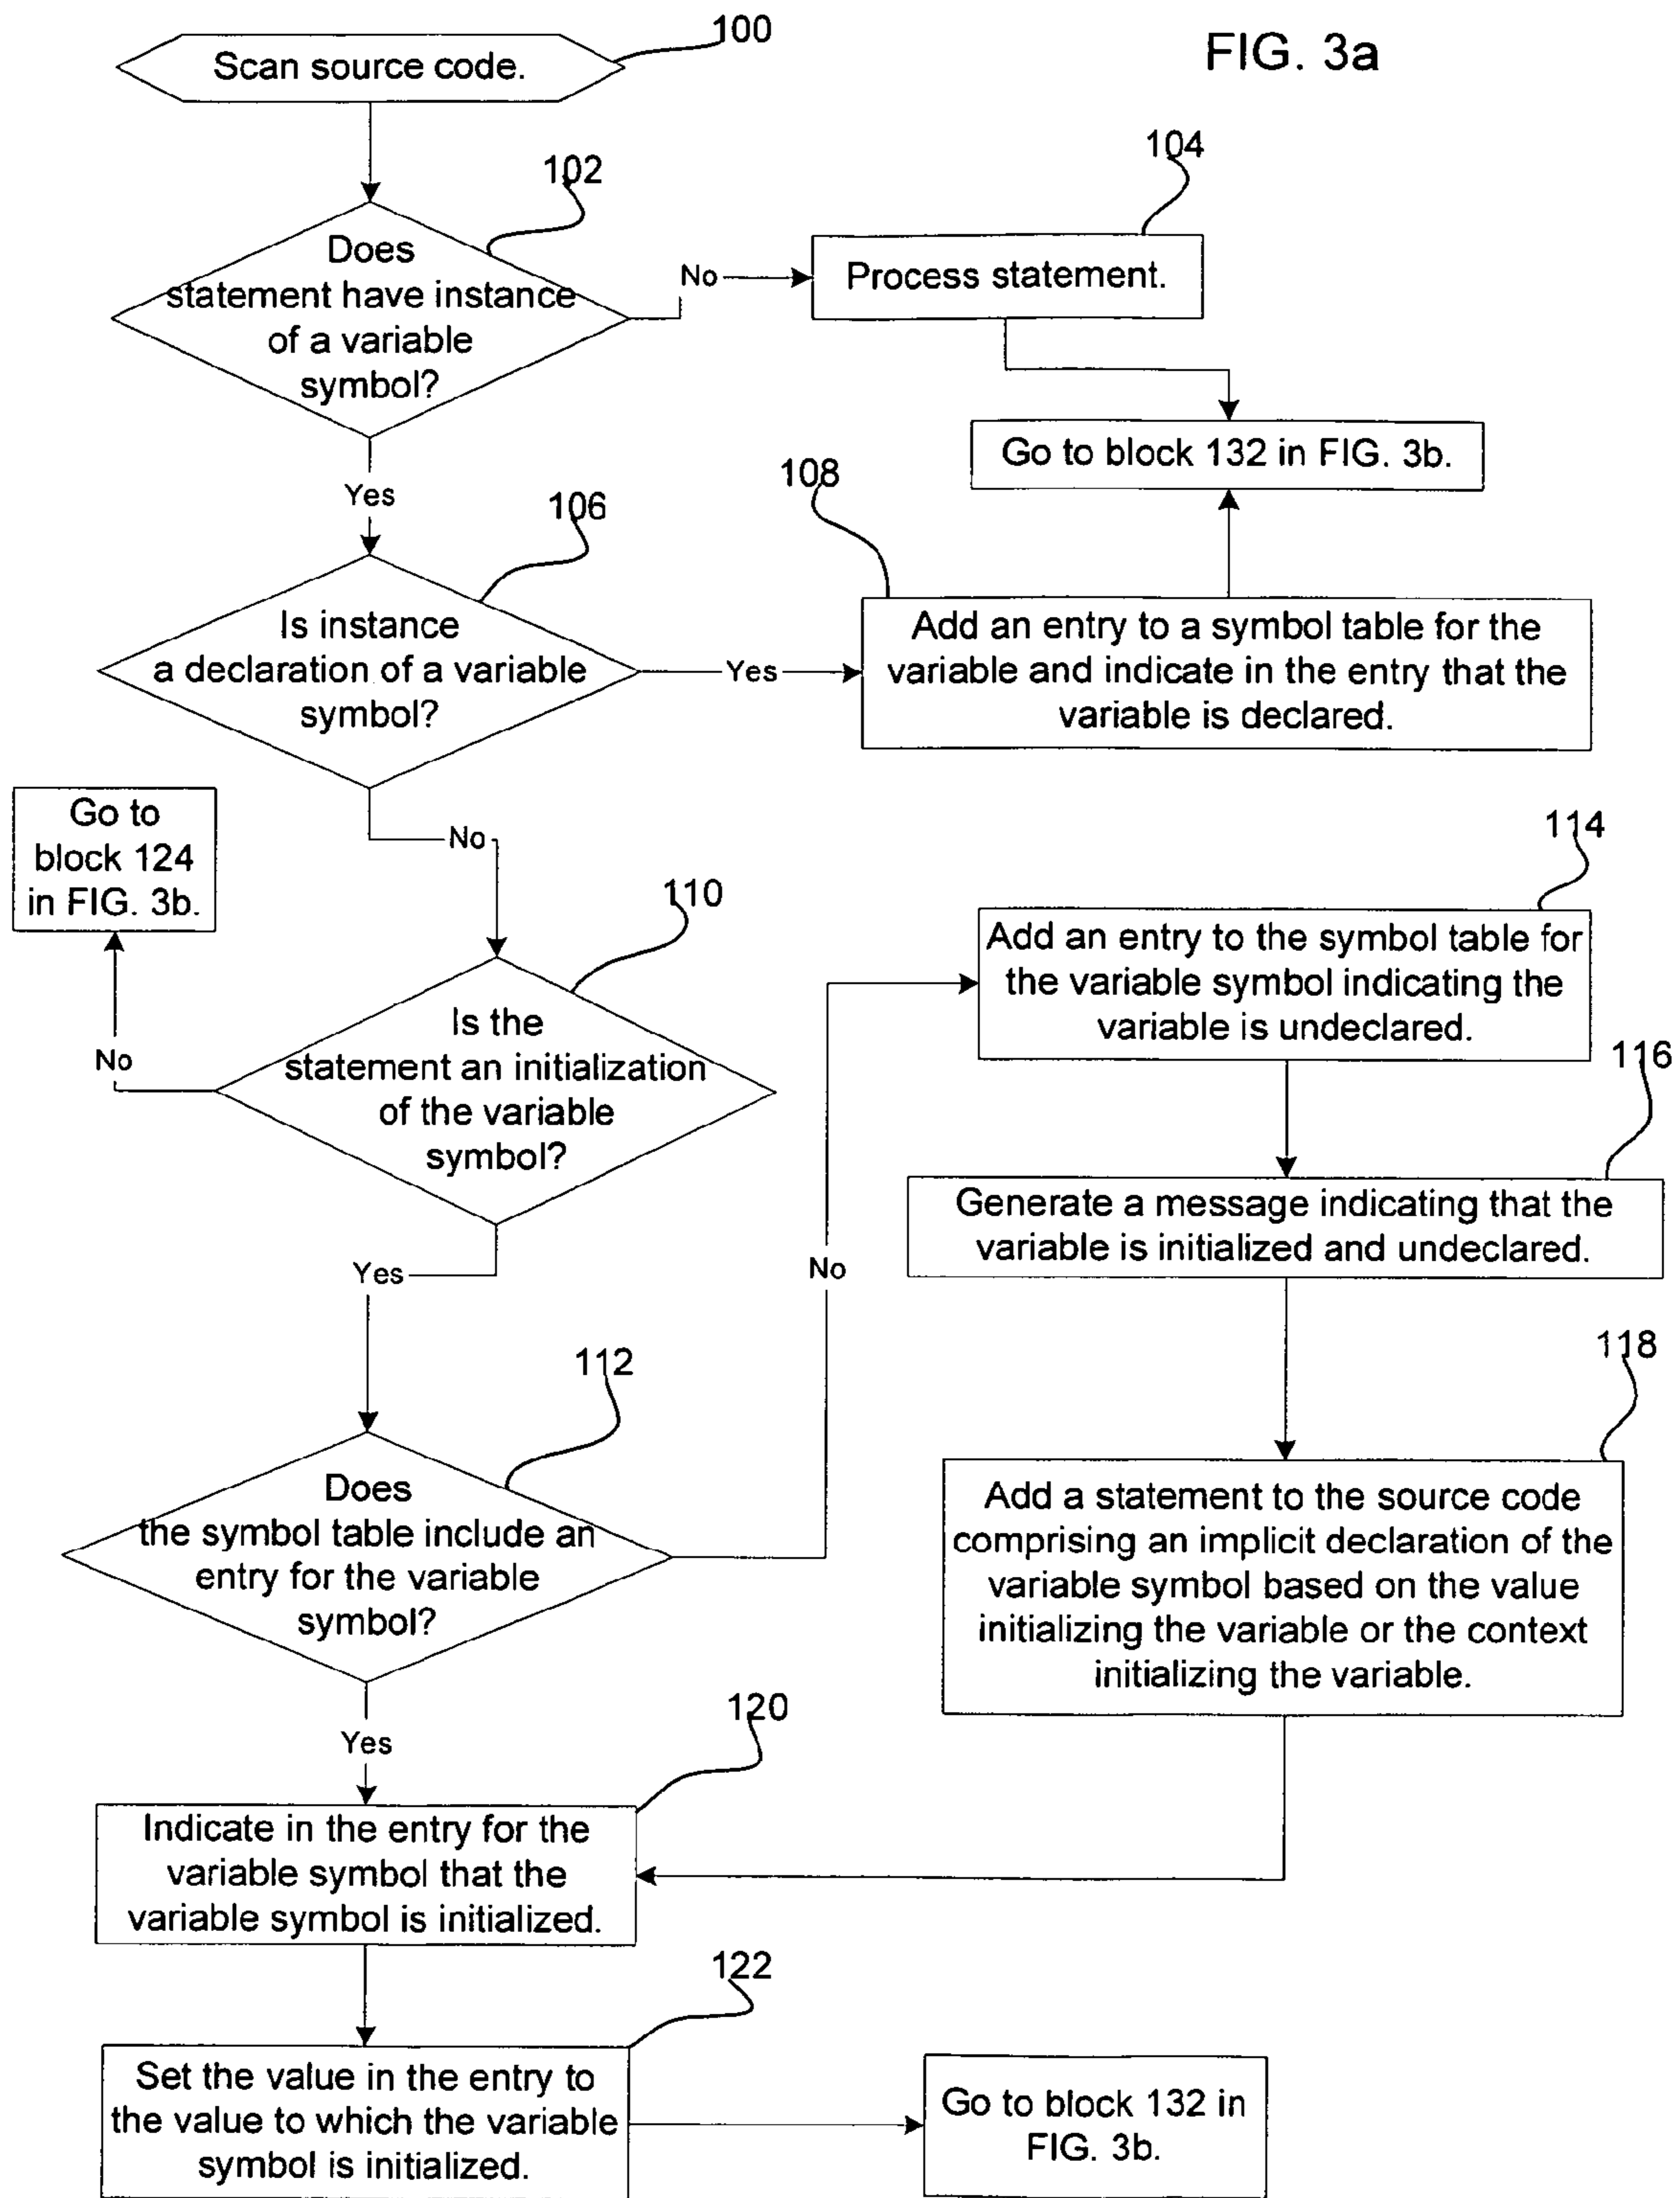 FIG. 3a
100
Scan source code.
102
Does
statement have instance
of a variable
symbol?
No
104
Process statement.
Go to block 132 in FIG. 3b.
Yes
106
Is instance
a declaration of a variable
symbol?
Yes
108
Add an entry to a symbol table for the
variable and indicate in the entry that the
variable is declared.
No
Go to
block 124
in FIG. 3b.
No
110
Is the
statement an initialization
of the variable
symbol?
Yes
112
Does
the symbol table include an
entry for the variable
symbol?
No
114
Add an entry to the symbol table for
the variable symbol indicating the
variable is undeclared.
116
Generate a message indicating that the
variable is initialized and undeclared.
118
Add a statement to the source code
comprising an implicit declaration of the
variable symbol based on the value
initializing the variable or the context
initializing the variable.
Yes
120
Indicate in the entry for the
variable symbol that the
variable symbol is initialized.
122
Set the value in the entry to
the value to which the variable
symbol is initialized.
Go to block 132 in
FIG. 3b.